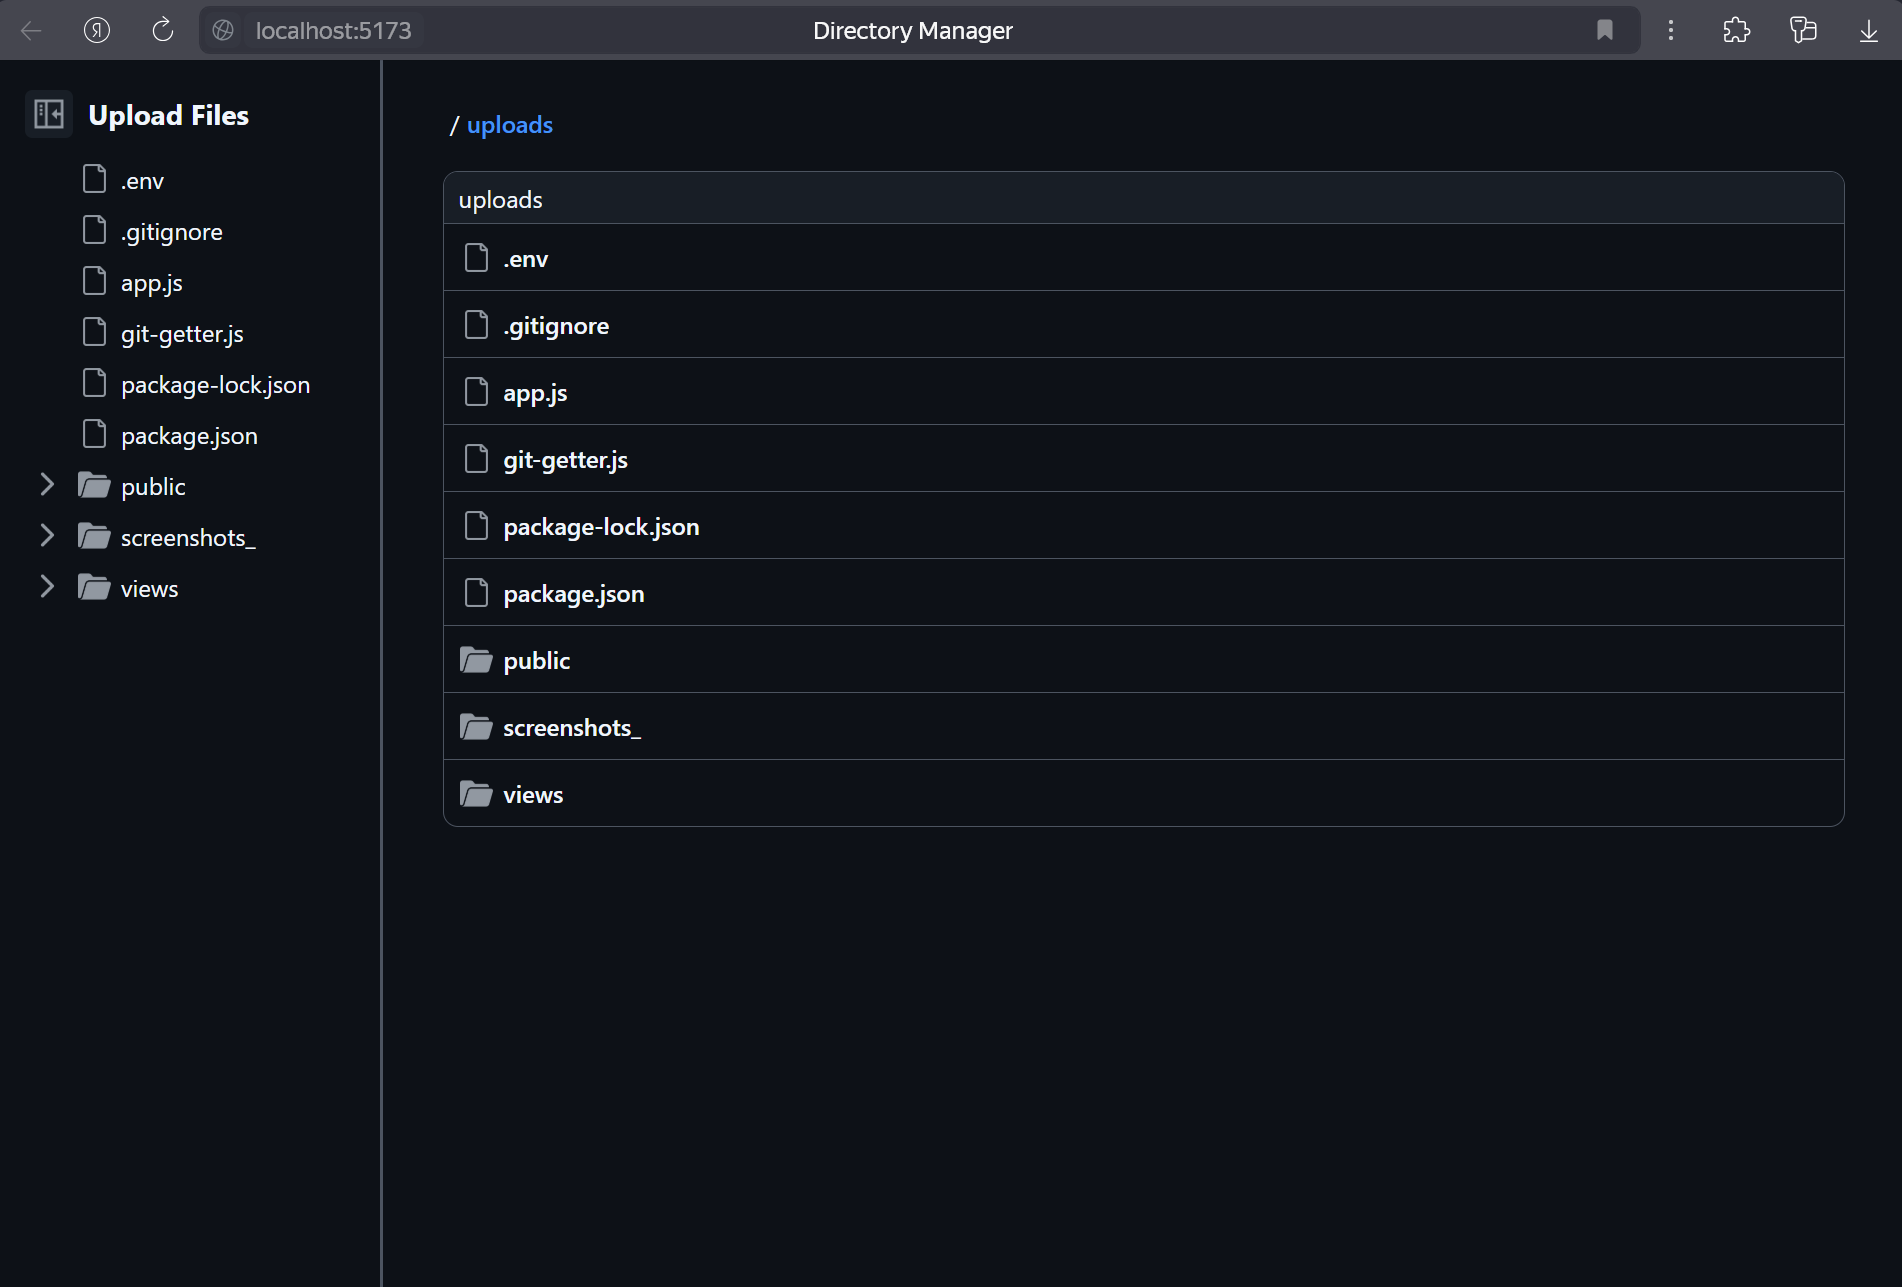 Я
localhost:5173
Directory Manager
Upload Files
.env
.gitignore
app.js
git-getter.js
package-lock.json
package.json
public
screenshots_
views
/ uploads
uploads
.env
.gitignore
app.js
git-getter.js
package-lock.json
package.json
public
screenshots_
views